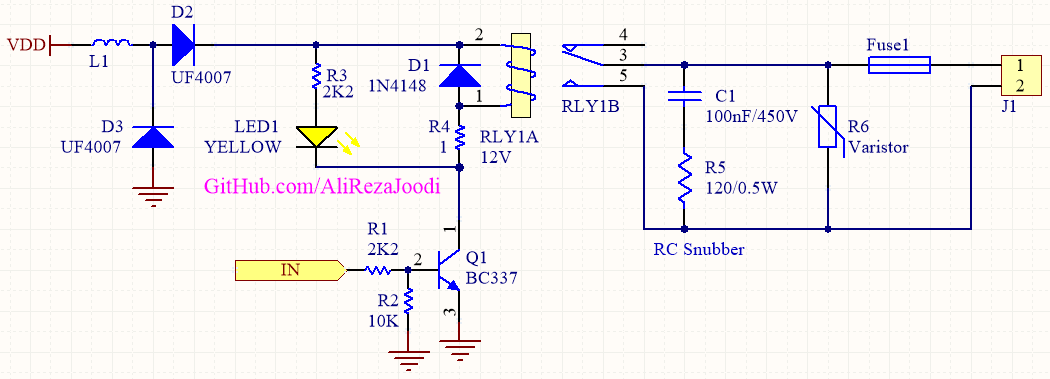 D2
VDD
L1
UF4007
R3
2K2
D1
1N4148
2
1
4
3
5
RLY1B
Fuse1
1
2
J1
D3
UF4007
LED1
YELLOW
R4
1
RLY1A
12V
C1
100nF/450V
R6
Varistor
R5
120/0.5W
GitHub.com/AliRezaJoodi
R1
2K2
1
RC Snubber
IN
2
Q1
BC337
R2
10K
3